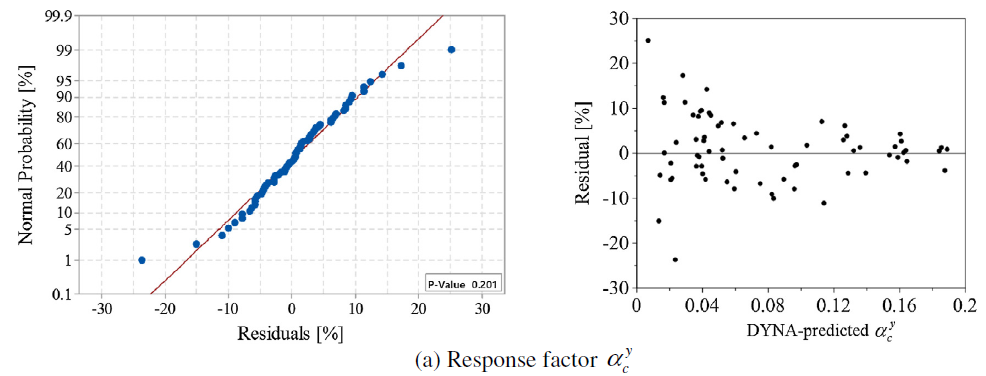 99.9
99
95
90
80
60
40
20
10
5
1
0.1
Normal Probability [%]
P-Value 0.201
-30 -20 -10 0 10 20 30
Residuals [%]
30
20
10
0
-10
-20
-30
Residual [%]
0 0.04 0.08 0.12 0.16 0.2
DYNA-predicted α_c^y
(a) Response factor α_c^y